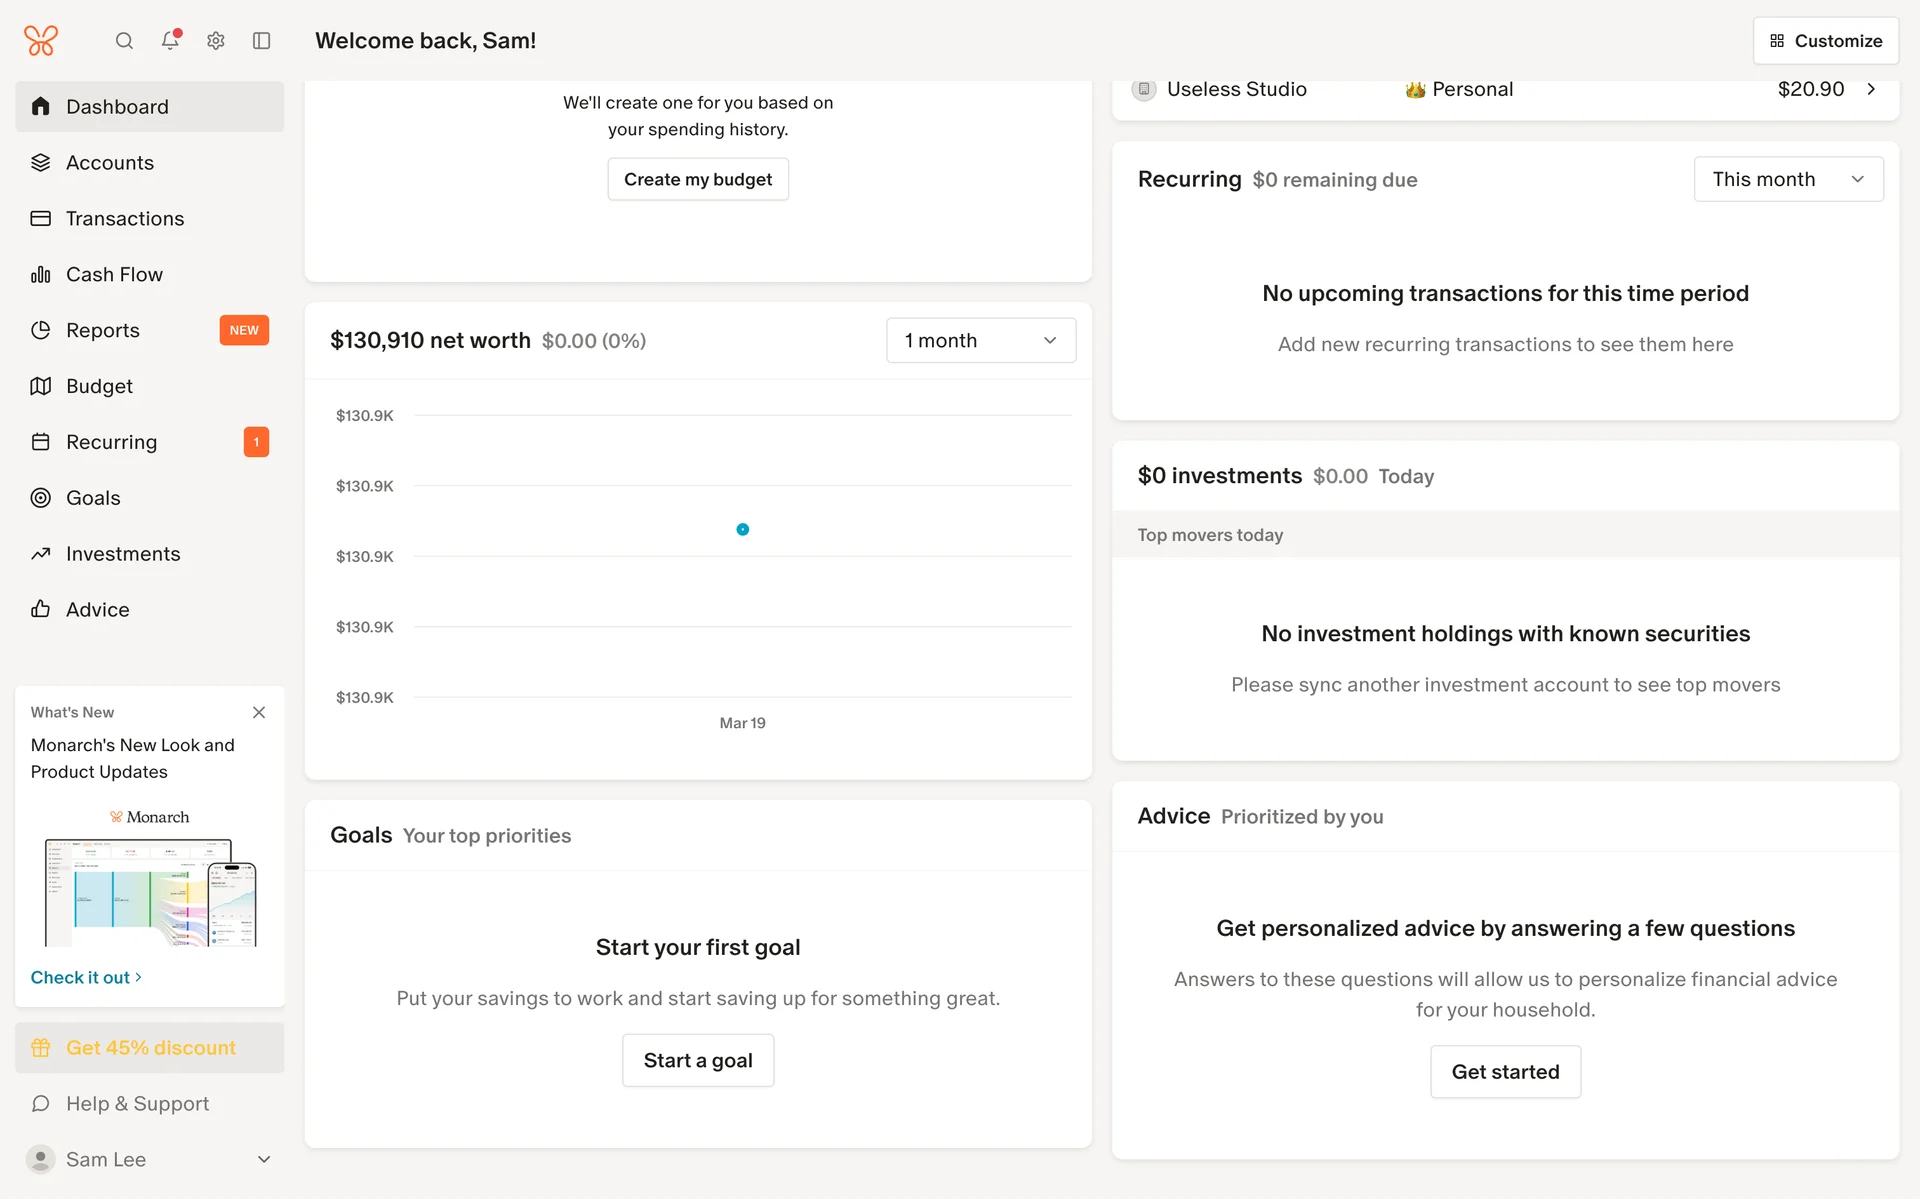 Welcome back, Sam!
Customize
Dashboard
Accounts
Transactions
Cash Flow
Reports
NEW
Budget
Recurring
1
Goals
Investments
Advice
What's New
Monarch's New Look and
Product Updates
Monarch
Check it out
Get 45% discount
Help & Support
Sam Lee
We'll create one for you based on
your spending history.
Create my budget
$130,910 net worth $0.00 (0%)
1 month
$130.9K
$130.9K
$130.9K
$130.9K
$130.9K
Mar 19
Goals Your top priorities
Start your first goal
Put your savings to work and start saving up for something great.
Start a goal
Useless Studio
Personal
$20.90
Recurring $0 remaining due
This month
No upcoming transactions for this time period
Add new recurring transactions to see them here
$0 investments $0.00 Today
Top movers today
No investment holdings with known securities
Please sync another investment account to see top movers
Advice Prioritized by you
Get personalized advice by answering a few questions
Answers to these questions will allow us to personalize financial advice
for your household.
Get started